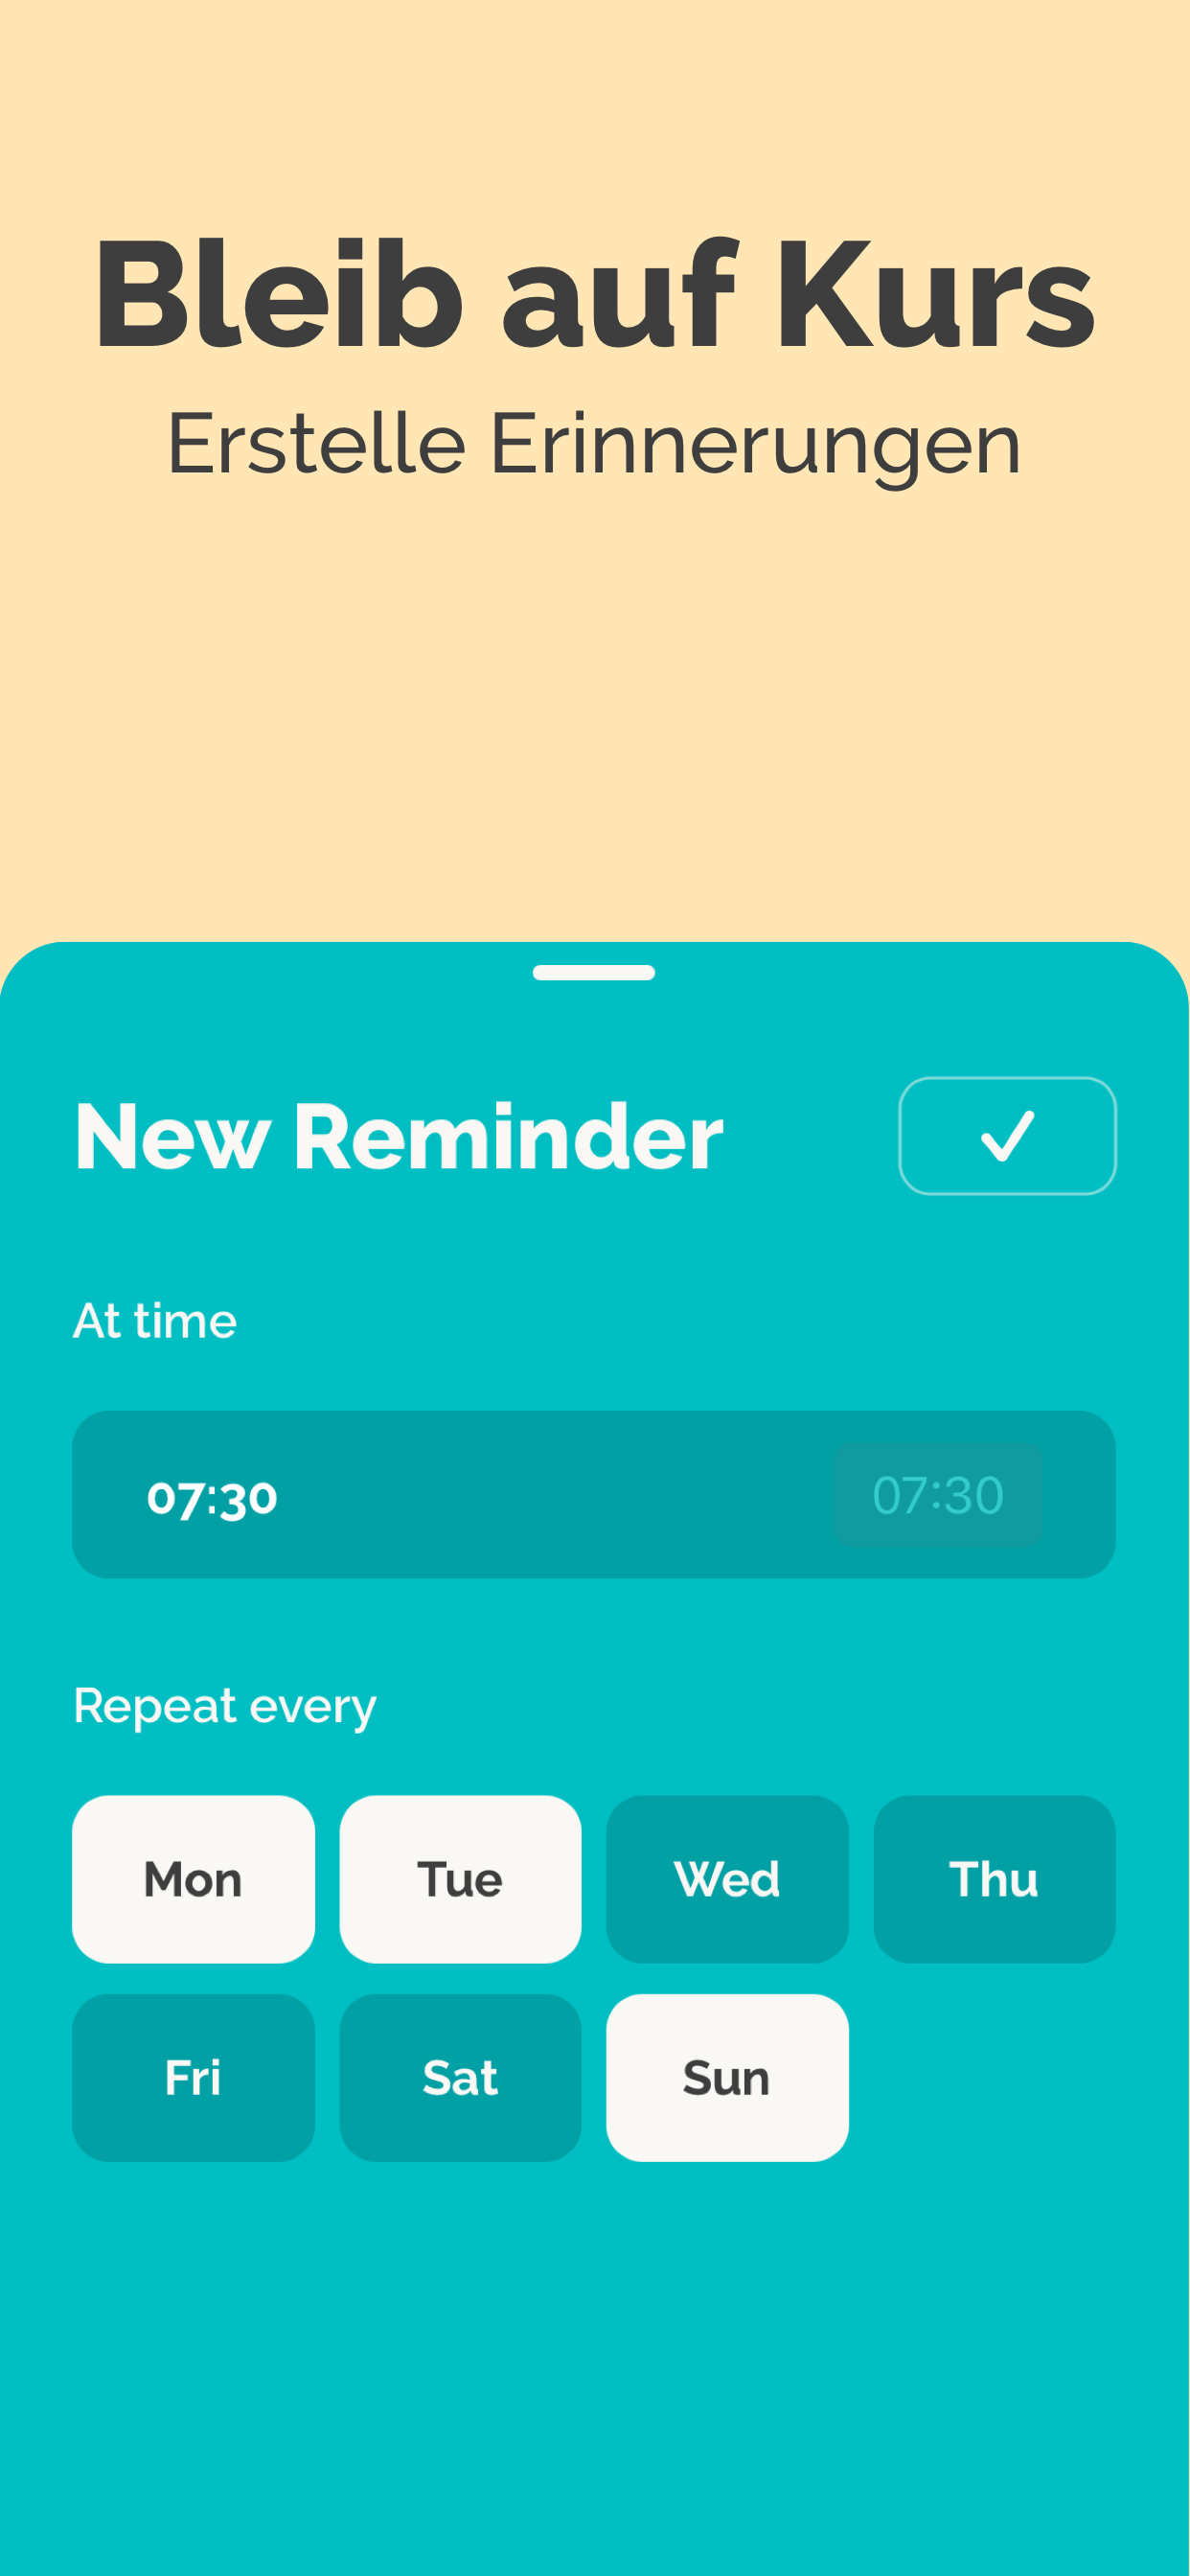 Bleib auf Kurs
Erstelle Erinnerungen
New Reminder
At time
07:30 07:30
Repeat every
Mon Tue Wed Thu
Fri Sat Sun